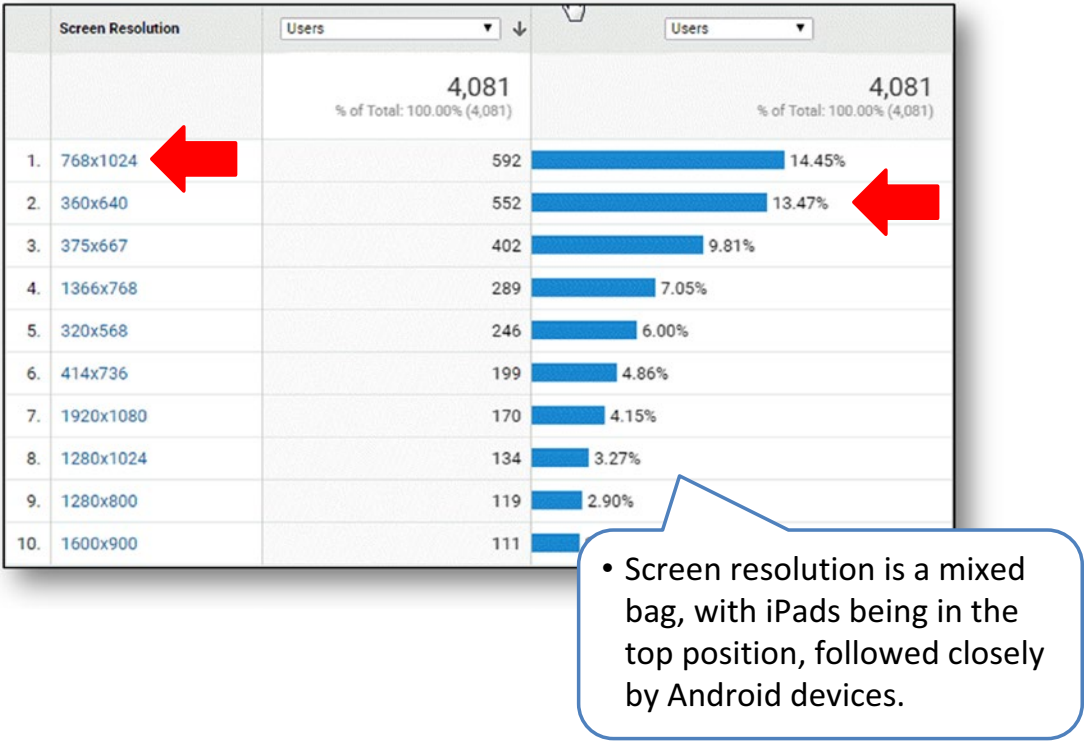 Screen Resolution Users Users
4,081 4,081
% of Total: 100.00% (4,081) % of Total: 100.00% (4,081)
1. 768x1024 592 14.45%
2. 360x640 552 13.47%
3. 375x667 402 9.81%
4. 1366x768 289 7.05%
5. 320x568 246 6.00%
6. 414x736 199 4.86%
7. 1920x1080 170 4.15%
8. 1280x1024 134 3.27%
9. 1280x800 119 2.90%
10. 1600x900 111
• Screen resolution is a mixed
bag, with iPads being in the
top position, followed closely
by Android devices.